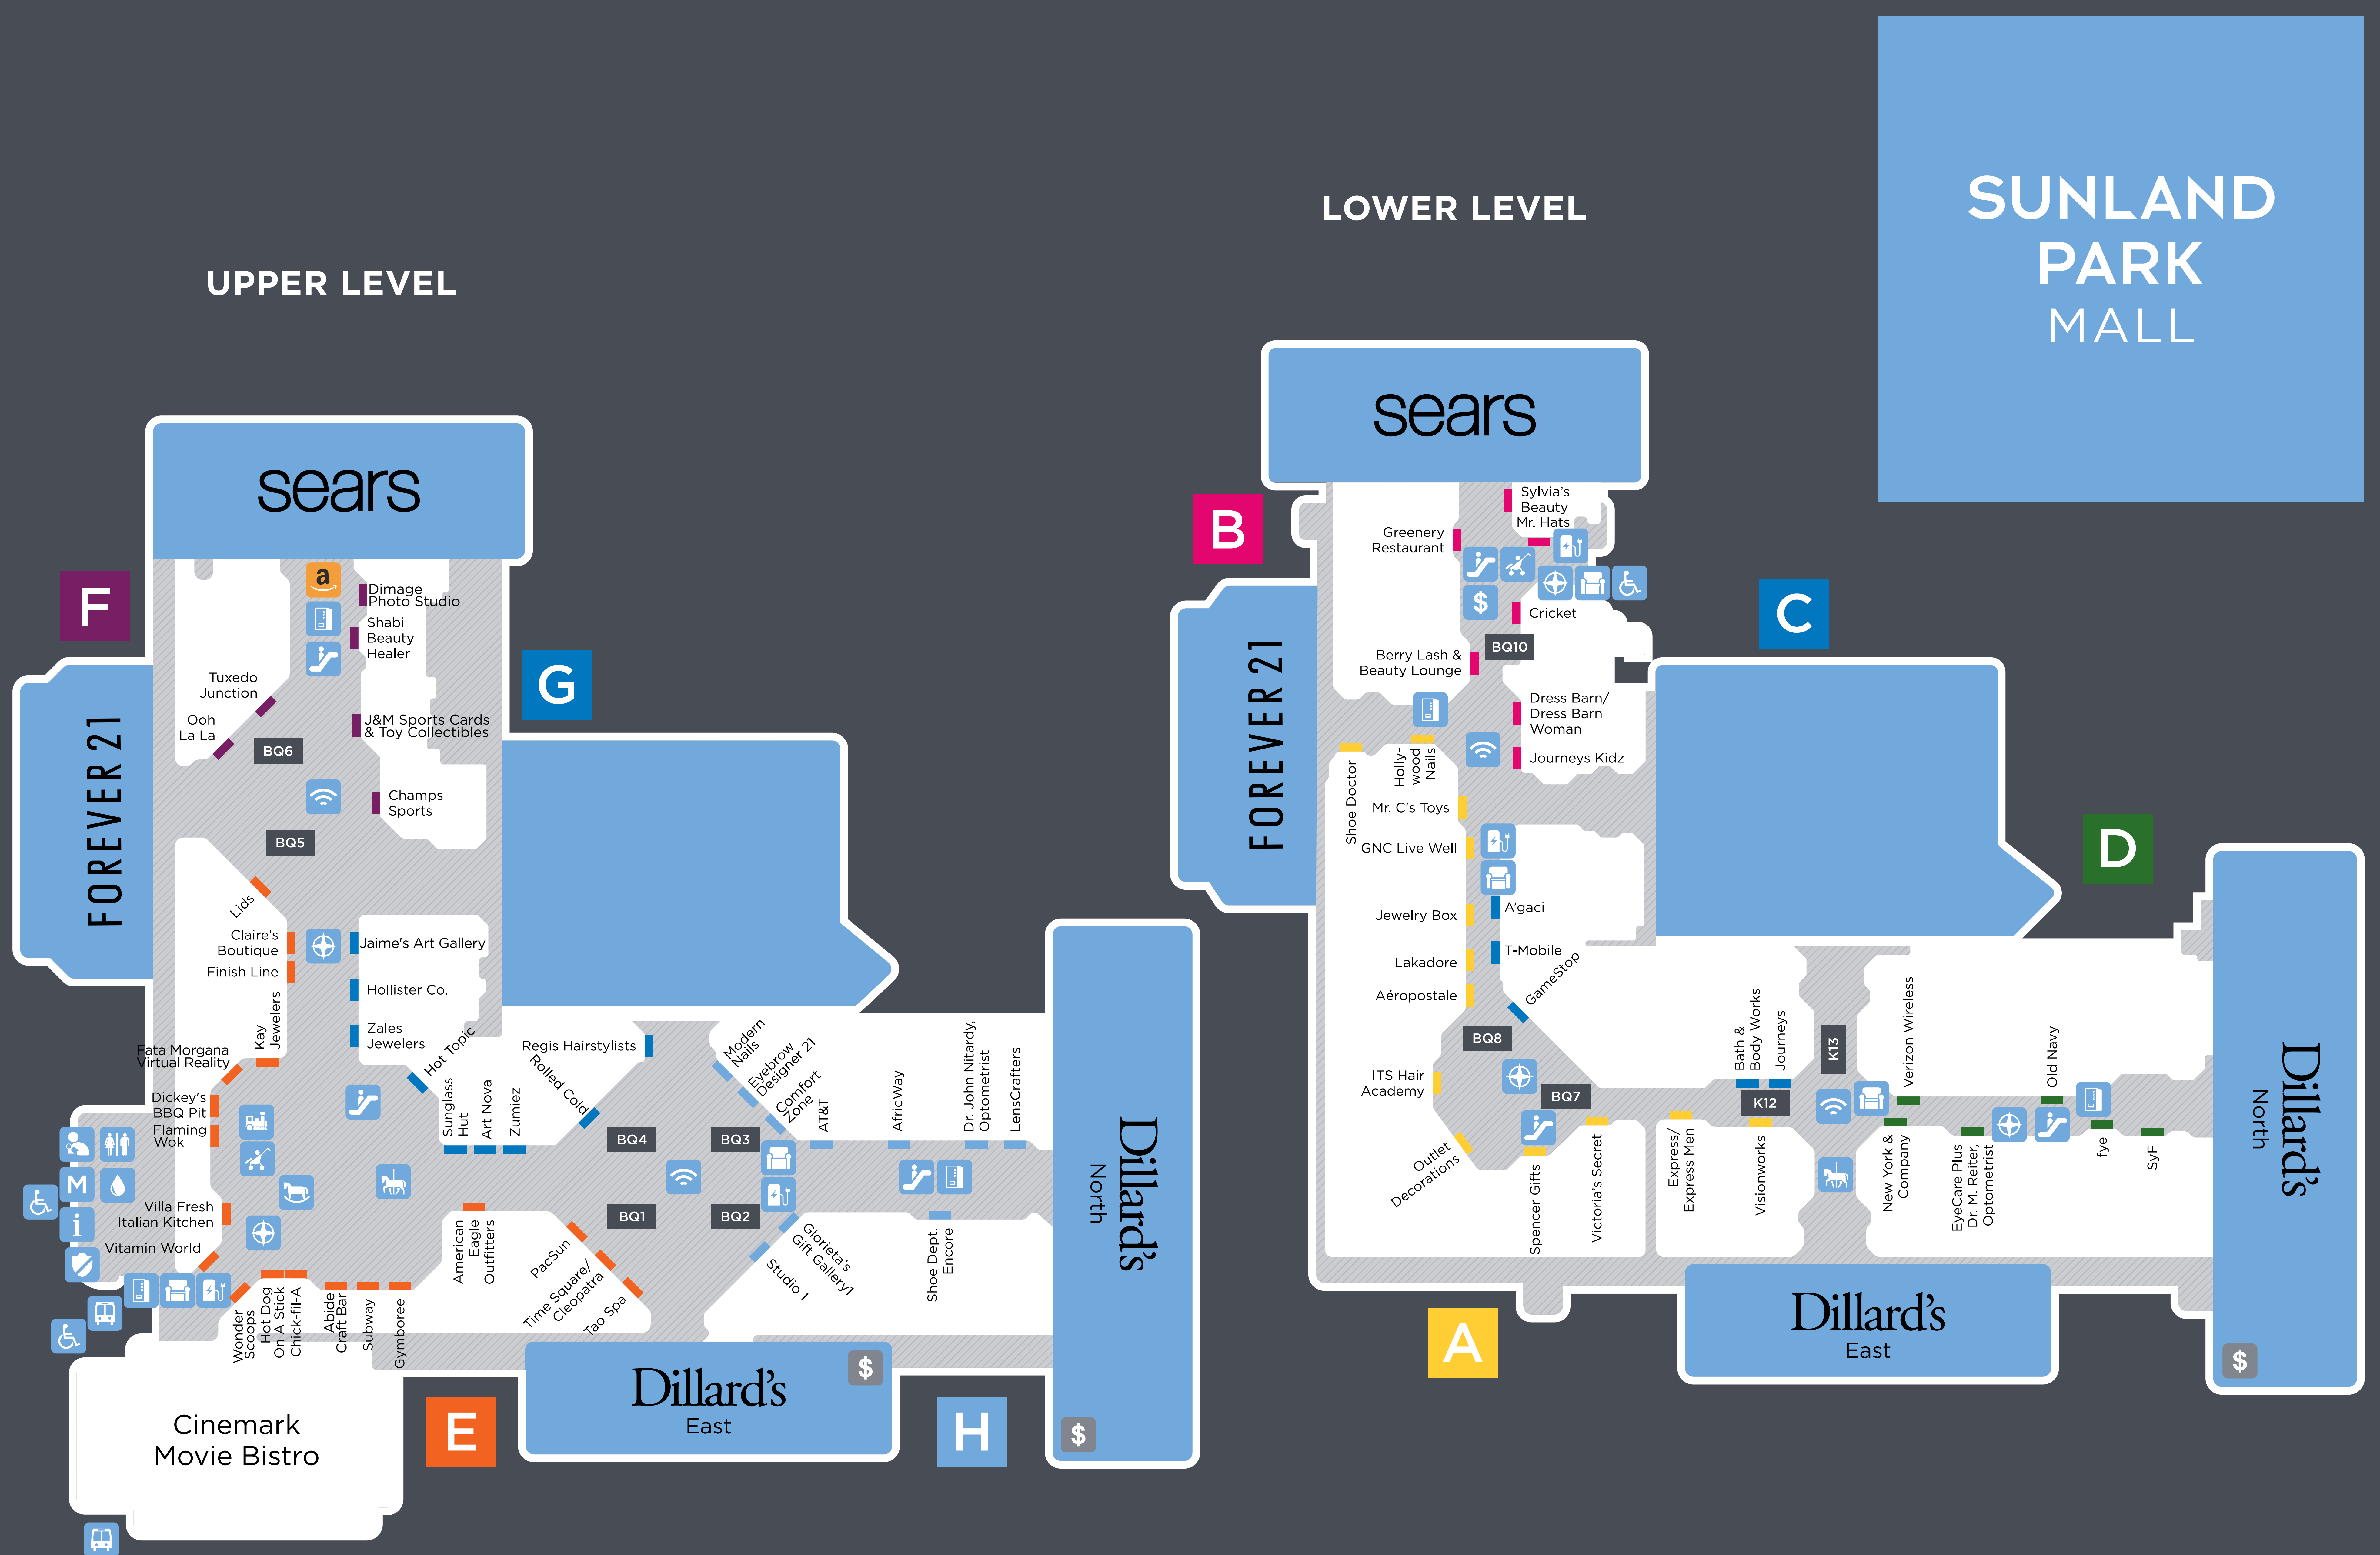 SUNLAND
PARK
MALL
UPPER LEVEL
sears
F
a
Dimage
Photo Studio
Shabi
Beauty
Healer
Tuxedo
Junction
Ooh
La La
J&M Sports Cards
& Toy Collectibles
BQ6
G
FOREVER 21
Champs
Sports
BQ5
Lids
Claire's
Boutique
Finish Line
Kay
Jewelers
Jaime's Art Gallery
Hollister Co.
Zales
Jewelers
Hot Topic
Fata Morgana
Virtual Reality
Dickey's
BBQ Pit
Flaming
Wok
M
i
Villa Fresh
Italian Kitchen
Vitamin World
Sunglass
Hut
Art Nova
Zumiez
Regis Hairstylists
Rolled Cold
Modern
Nails
Eyebrow
Designer 21
Comfort
Zone
AT&T
AfricWay
Dr. John Nitardy,
Optometrist
LensCrafters
BQ4
BQ3
BQ1
BQ2
Wonder
Scoops
Hot Dog
On A Stick
Chick-fil-A
Abide
Craft Bar
Subway
Gymboree
American
Eagle
Outfitters
PacSun
Time Square/
Cleopatra
Tao Spa
Studio 1
Glorieta's
Gift Gallery1
Shoe Dept.
Encore
Dillard's
North
$
Dillard's
East
$
Cinemark
Movie Bistro
E
H
LOWER LEVEL
sears
B
Sylvia's
Beauty
Mr. Hats
Greenery
Restaurant
$
Cricket
BQ10
Berry Lash &
Beauty Lounge
C
FOREVER 21
Dress Barn/
Dress Barn
Woman
Journeys Kidz
Shoe Doctor
Holly-
wood
Nails
Mr. C's Toys
GNC Live Well
Jewelry Box
A'gaci
Lakadore
T-Mobile
Aéropostale
GameStop
BQ8
ITS Hair
Academy
BQ7
Outlet
Decorations
Spencer Gifts
Victoria's Secret
Express/
Express Men
Visionworks
Bath &
Body Works
Journeys
K12
K13
D
Verizon Wireless
Old Navy
New York &
Company
EyeCare Plus
Dr. M. Reiter,
Optometrist
fye
SyF
Dillard's
North
$
A
Dillard's
East